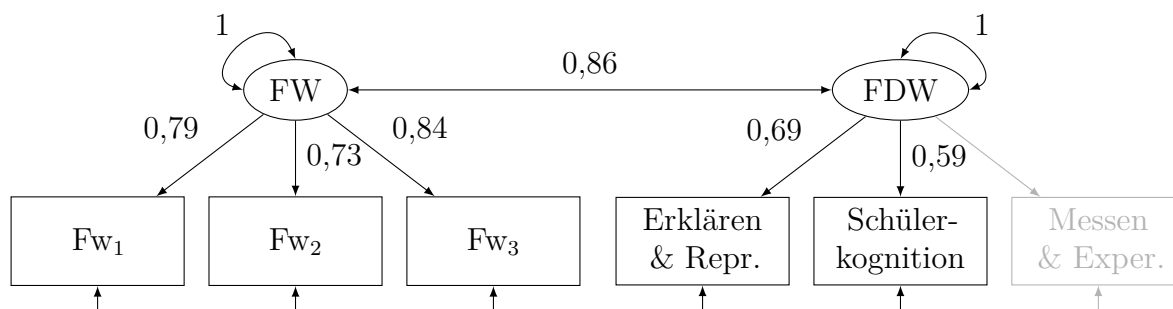 1
1
0,86
FW
FDW
0,79
0,84
0,73
0,69
0,59
Fw₁
Fw₂
Fw₃
Erklären
& Repr.
Schüler-
kognition
Messen
& Exper.